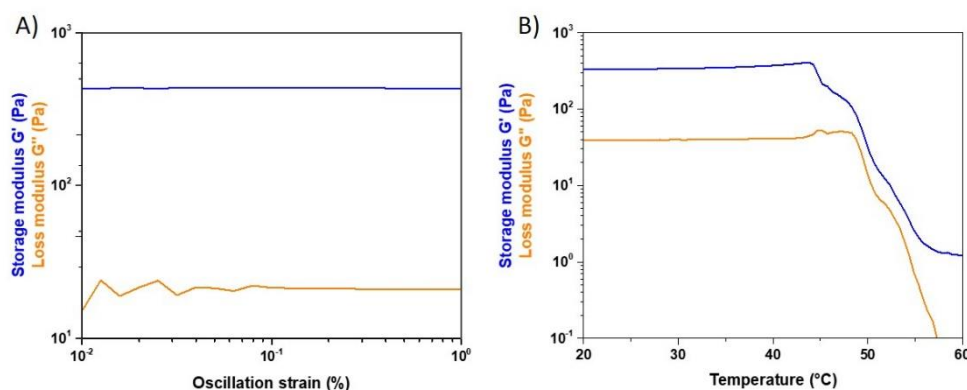 A)
Storage modulus G' (Pa)
Loss modulus G'' (Pa)
10³
10²
10¹
10⁻²
10⁻¹
10⁰
Oscillation strain (%)
B)
Storage modulus G' (Pa)
Loss modulus G'' (Pa)
10³
10²
10¹
10⁰
10⁻¹
20
30
40
50
60
Temperature (°C)